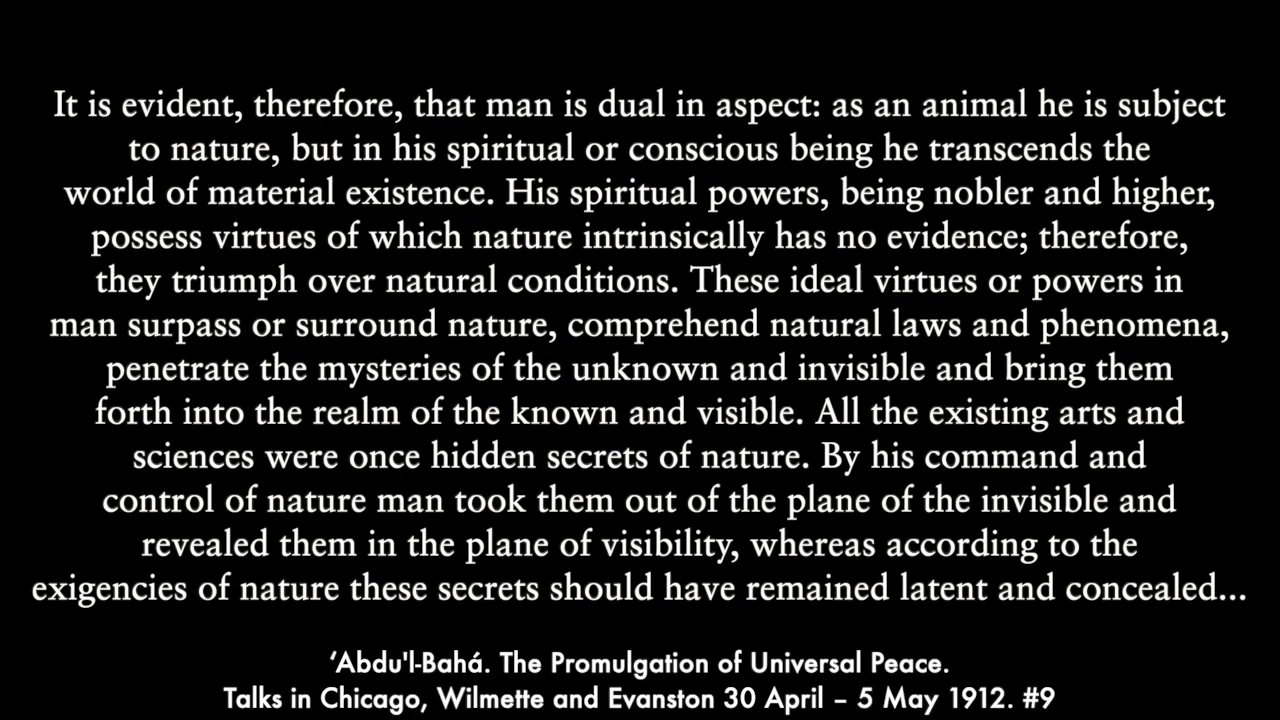 It is evident, therefore, that man is dual in aspect: as an animal he is subject
to nature, but in his spiritual or conscious being he transcends the
world of material existence. His spiritual powers, being nobler and higher,
possess virtues of which nature intrinsically has no evidence; therefore,
they triumph over natural conditions. These ideal virtues or powers in
man surpass or surround nature, comprehend natural laws and phenomena,
penetrate the mysteries of the unknown and invisible and bring them
forth into the realm of the known and visible. All the existing arts and
sciences were once hidden secrets of nature. By his command and
control of nature man took them out of the plane of the invisible and
revealed them in the plane of visibility, whereas according to the
exigencies of nature these secrets should have remained latent and concealed...
‘Abdu'l-Bahá. The Promulgation of Universal Peace.
Talks in Chicago, Wilmette and Evanston 30 April – 5 May 1912. #9